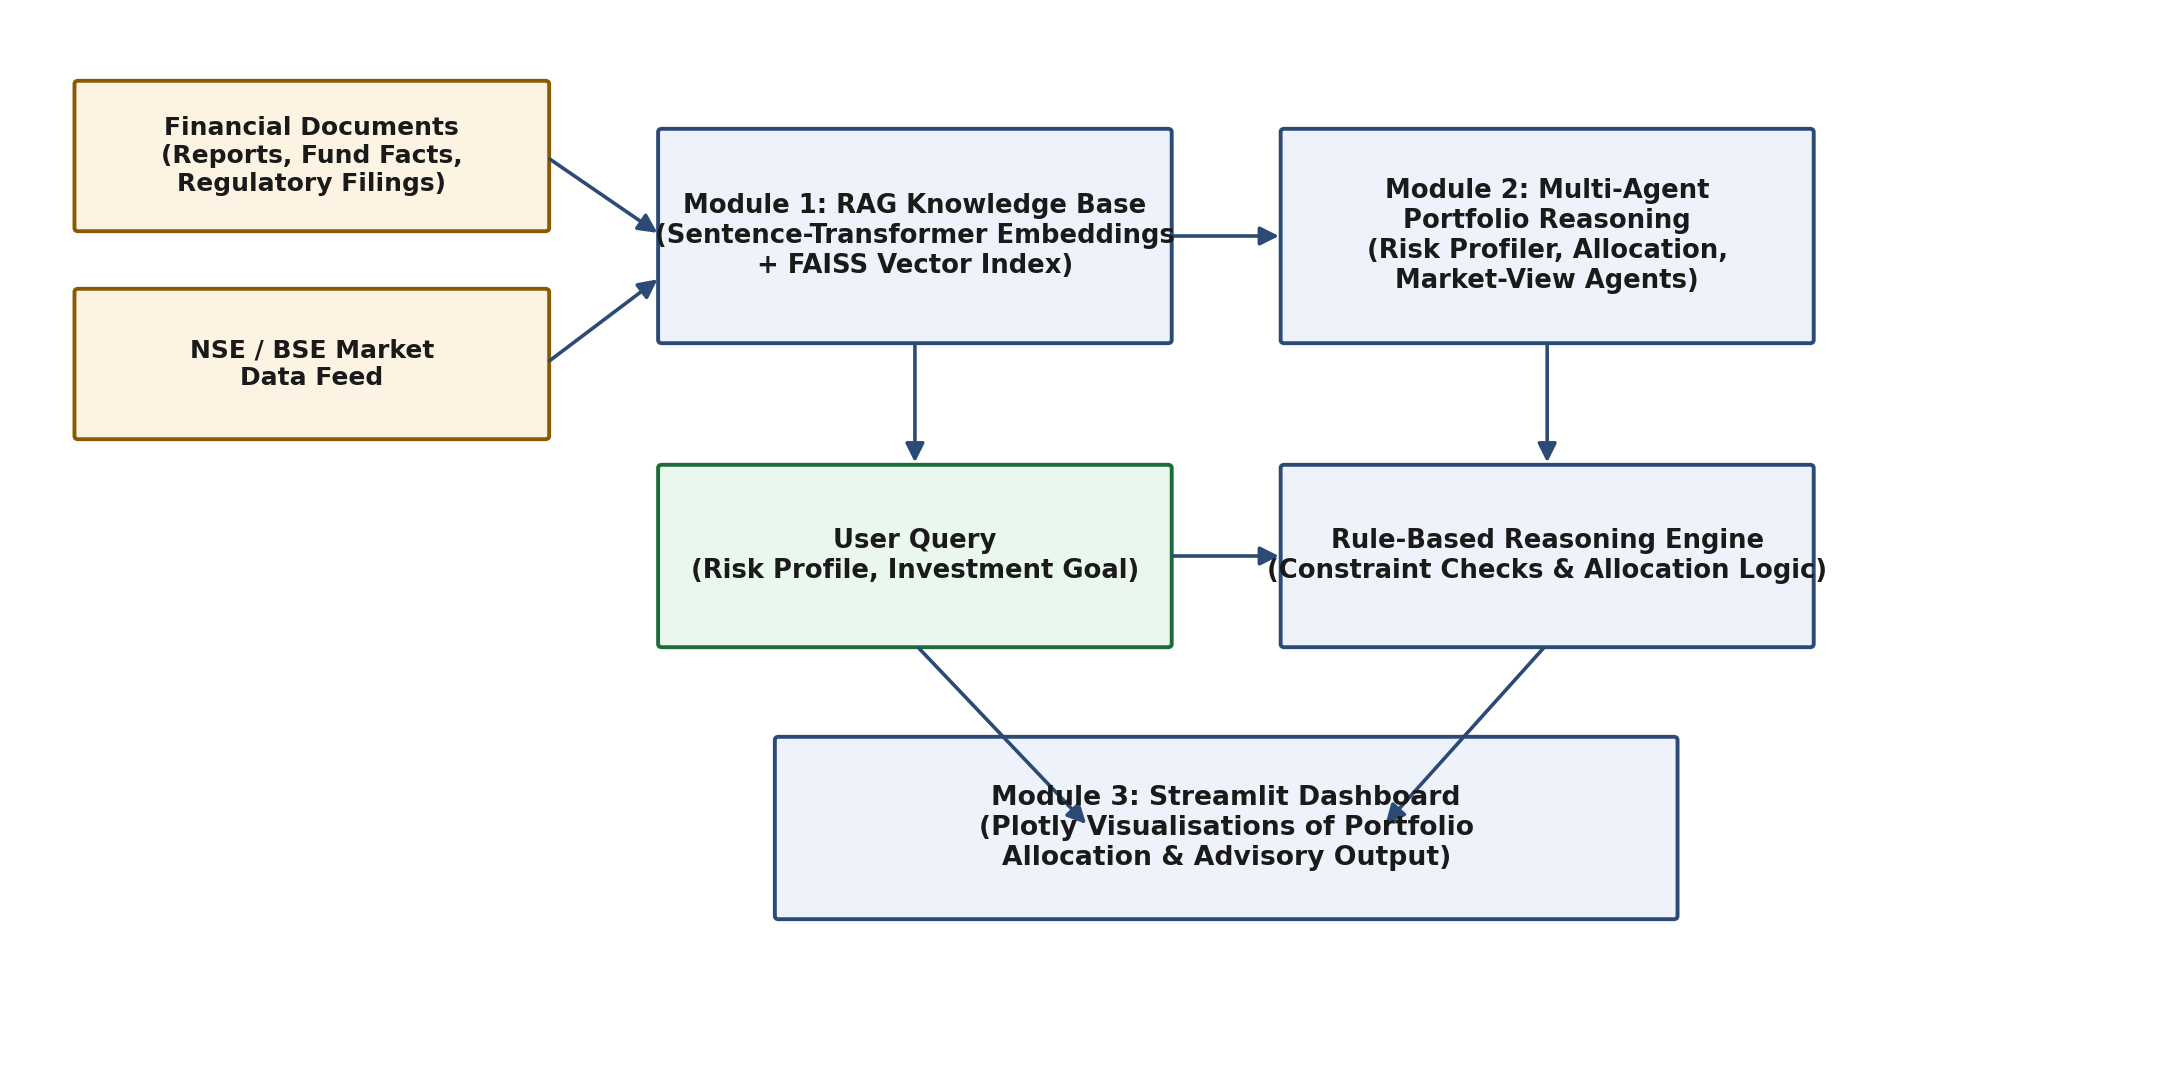 Financial Documents
(Reports, Fund Facts,
Regulatory Filings)
NSE / BSE Market
Data Feed
Module 1: RAG Knowledge Base
(Sentence-Transformer Embeddings
+ FAISS Vector Index)
Module 2: Multi-Agent
Portfolio Reasoning
(Risk Profiler, Allocation,
Market-View Agents)
User Query
(Risk Profile, Investment Goal)
Rule-Based Reasoning Engine
(Constraint Checks & Allocation Logic)
Module 3: Streamlit Dashboard
(Plotly Visualisations of Portfolio
Allocation & Advisory Output)